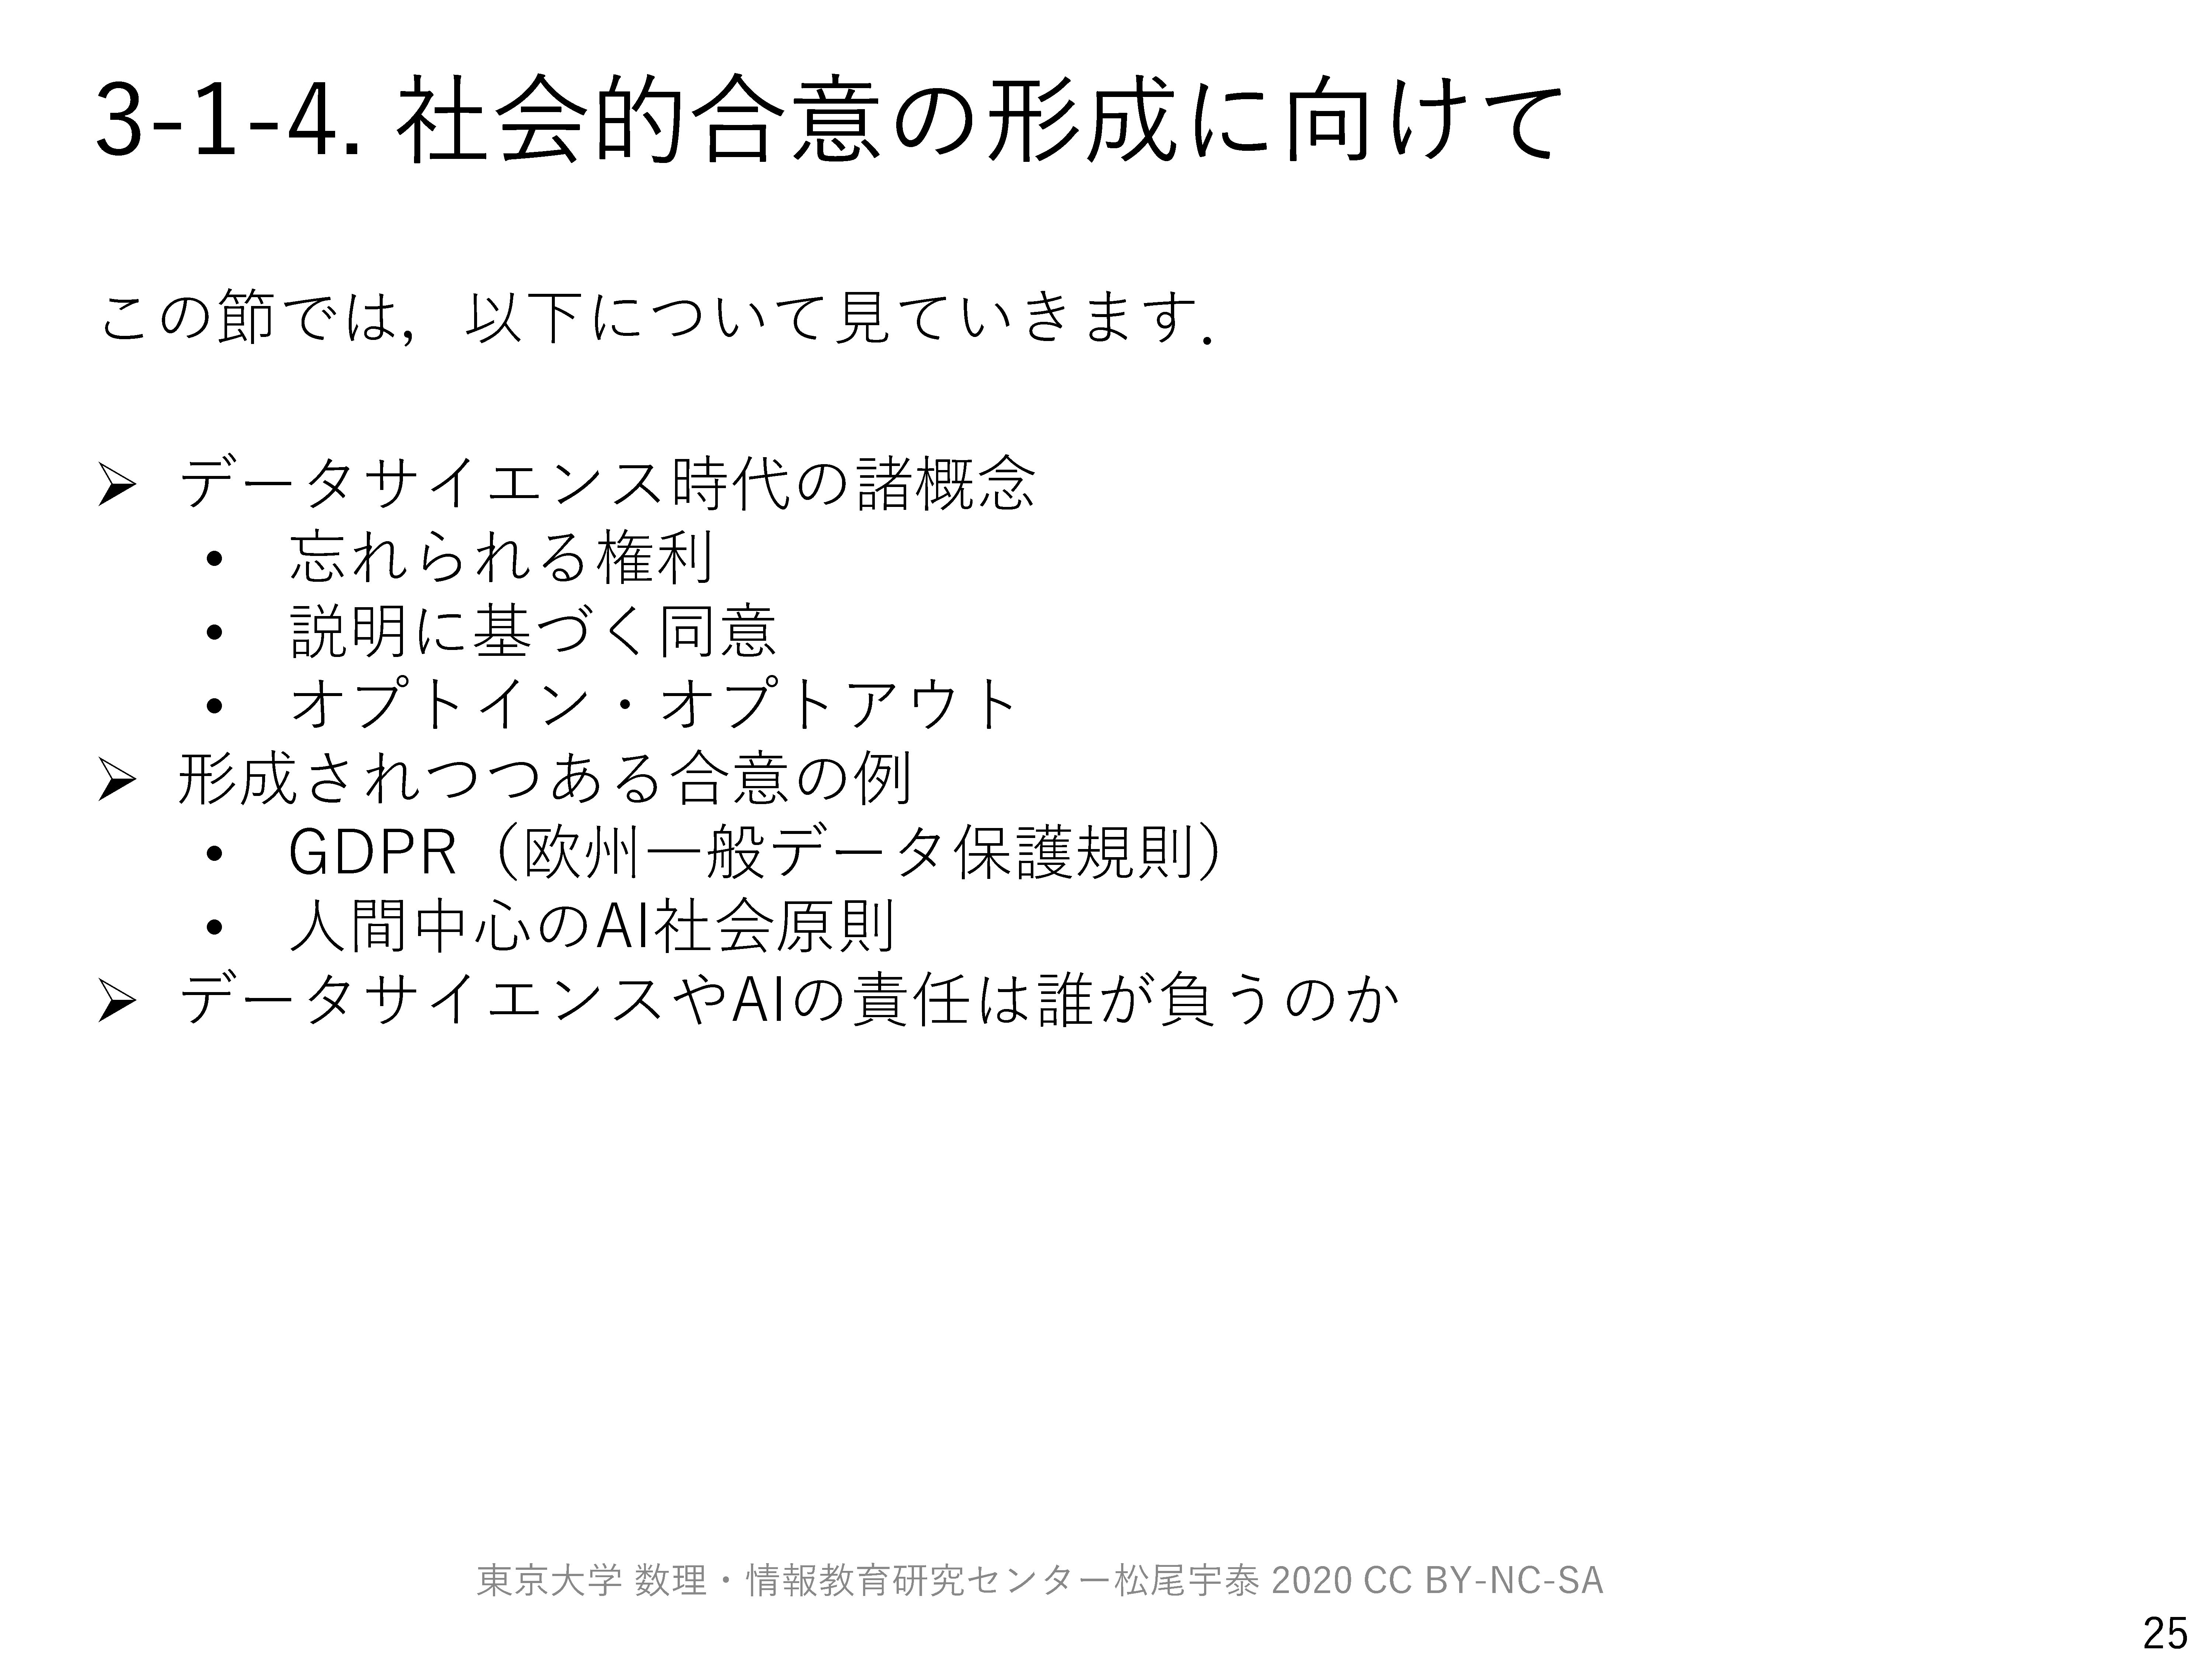 3-1-4. 社会的合意の形成に向けて
この節では，以下について見ていきます．
➢ データサイエンス時代の諸概念
• 忘れられる権利
• 説明に基づく同意
• オプトイン・オプトアウト
➢ 形成されつつある合意の例
• GDPR（欧州一般データ保護規則）
• 人間中心のAI社会原則
➢ データサイエンスやAIの責任は誰が負うのか
東京大学 数理・情報教育研究センター松尾宇泰 2020 CC BY-NC-SA
25